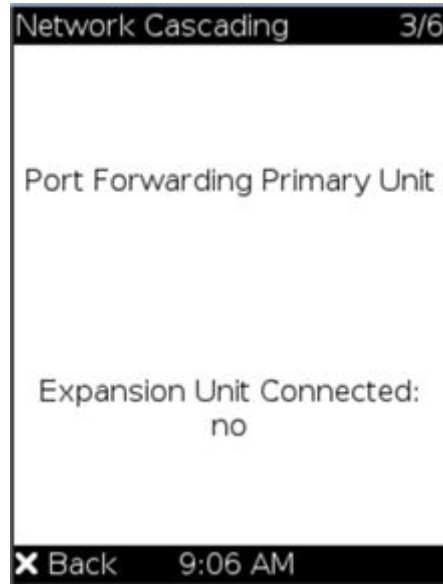 Network Cascading 3/6
Port Forwarding Primary Unit
Expansion Unit Connected:
no
X Back 9:06 AM